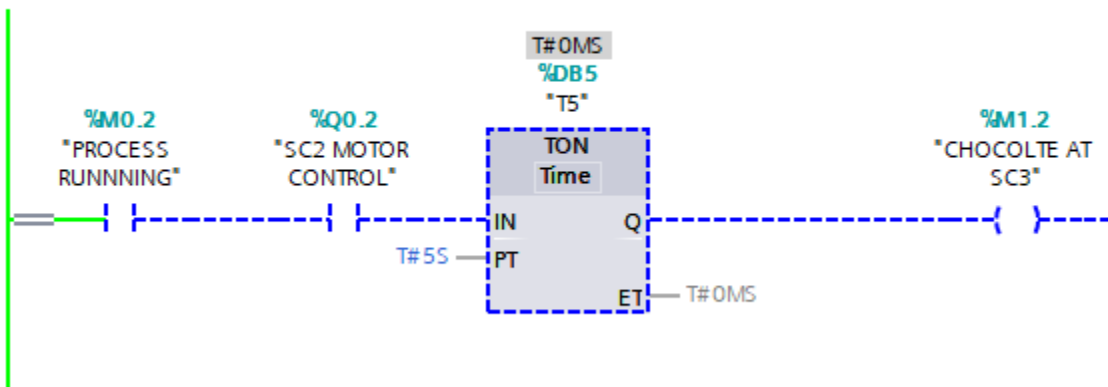 T#0MS
%DB5
"T5"
%M0.2
"PROCESS
RUNNNING"
%Q0.2
"SC2 MOTOR
CONTROL"
TON
Time
%M1.2
"CHOCOLTE AT
SC3"
IN
Q
T#5S
PT
ET
T#0MS